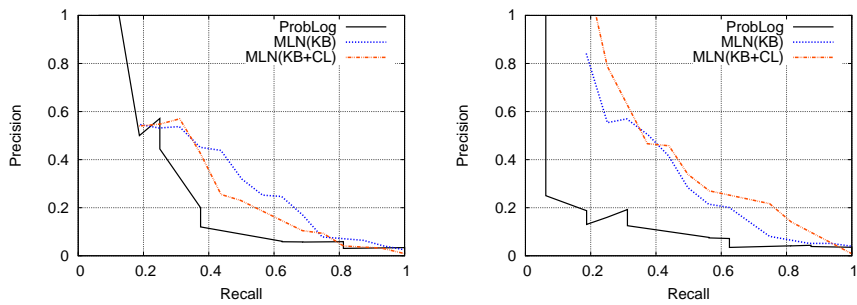 ProbLog
MLN(KB)
MLN(KB+CL)
Precision
1
0.8
0.6
0.4
0.2
0
0 0.2 0.4 0.6 0.8 1
Recall
ProbLog
MLN(KB)
MLN(KB+CL)
Precision
1
0.8
0.6
0.4
0.2
0
0 0.2 0.4 0.6 0.8 1
Recall